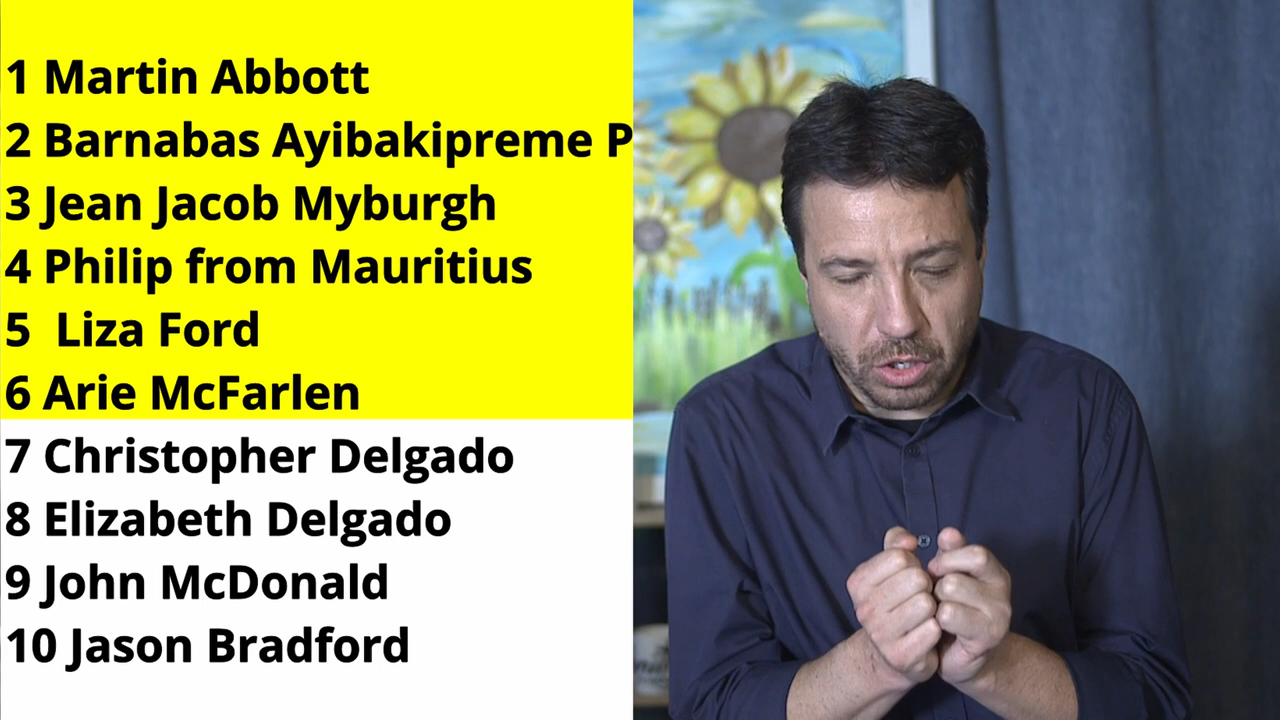 1 Martin Abbott
2 Barnabas Ayibakipreme P
3 Jean Jacob Myburgh
4 Philip from Mauritius
5 Liza Ford
6 Arie McFarlen
7 Christopher Delgado
8 Elizabeth Delgado
9 John McDonald
10 Jason Bradford